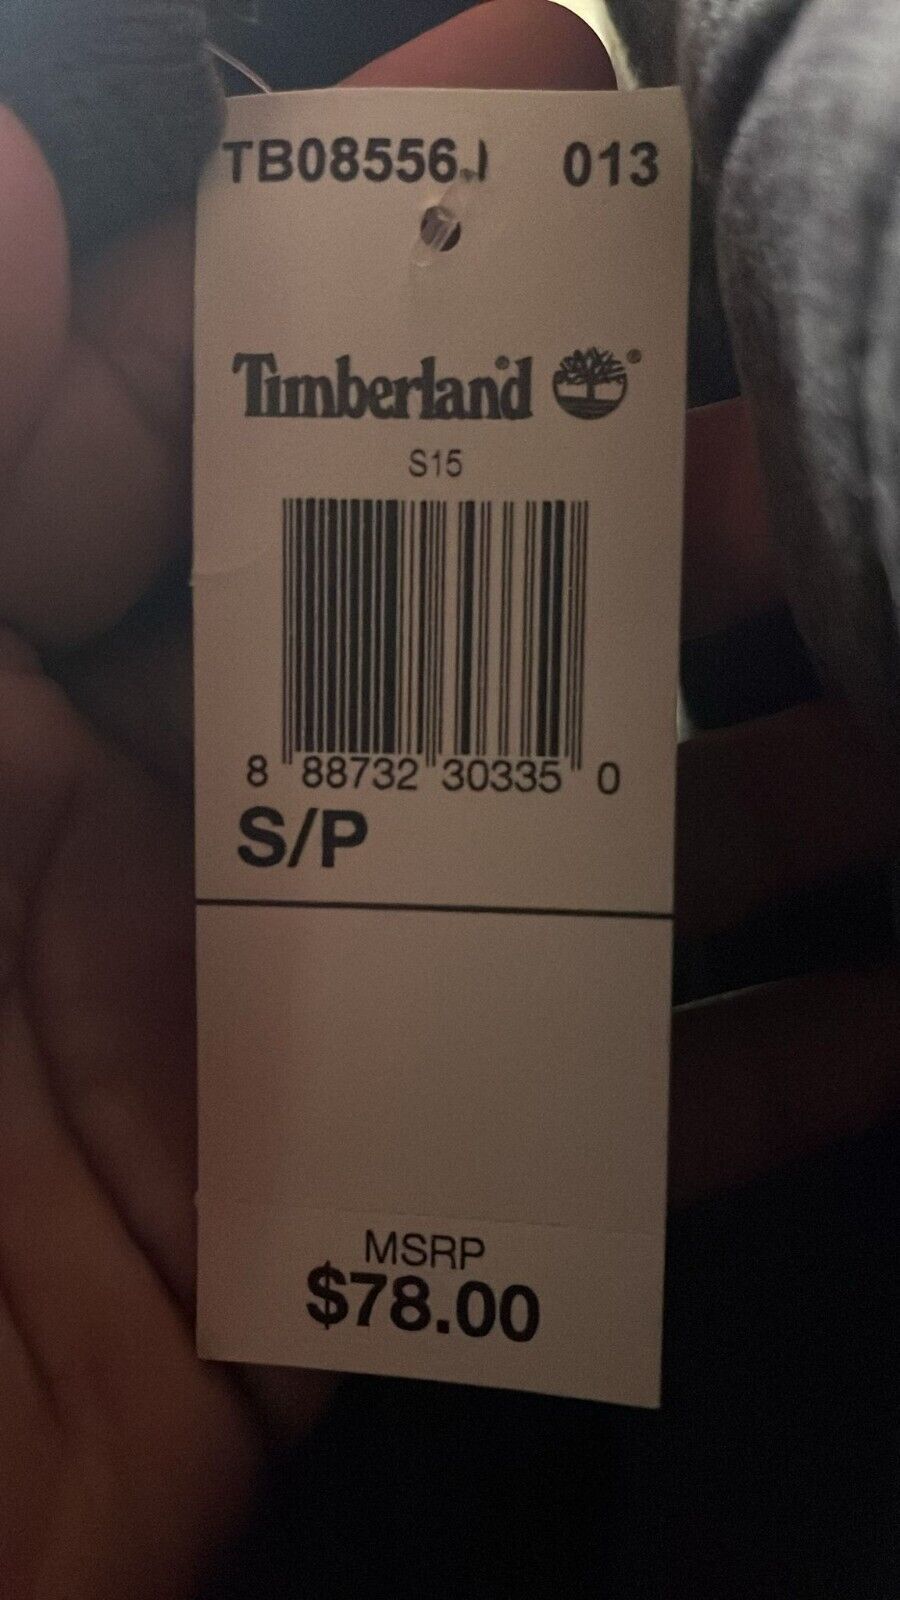 TB08556J 013
Timberland ®
S15
8 88732 30335 0
S/P
MSRP
$78.00